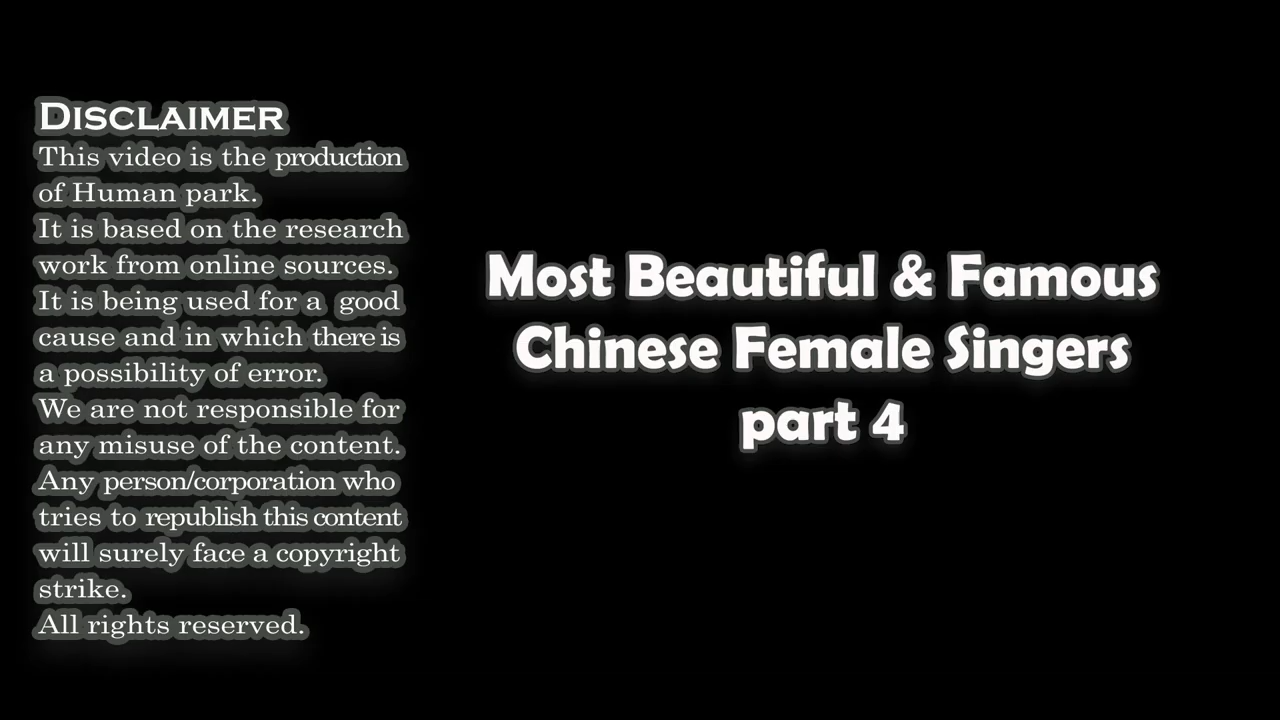 DISCLAIMER
This video is the production
of Human park.
It is based on the research
work from online sources.
It is being used for a good
cause and in which there is
a possibility of error.
We are not responsible for
any misuse of the content.
Any person/corporation who
tries to republish this content
will surely face a copyright
strike.
All rights reserved.
Most Beautiful & Famous
Chinese Female Singers
part 4